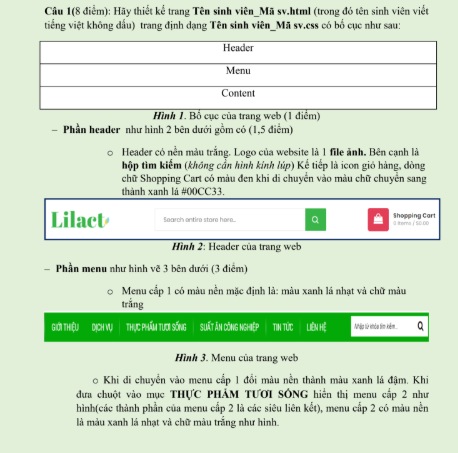 Câu 1(8 điểm): Hãy thiết kế trang Tên sinh viên_Mã sv.html (trong đó tên sinh viên viết
tiếng việt không dấu) trang định dạng Tên sinh viên_Mã sv.css có bố cục như sau:
Header
Menu
Content
Hình 1. Bố cục của trang web (1 điểm)
– Phần header như hình 2 bên dưới gồm có (1,5 điểm)
o Header có nền màu trắng. Logo của website là 1 file ảnh. Bên cạnh là
hộp tìm kiếm (không cần hình kính lúp) Kế tiếp là icon giỏ hàng, dòng
chữ Shopping Cart có màu đen khi di chuyển vào màu chữ chuyển sang
thành xanh lá #00CC33.
Lilact
Search entire store here...
Shopping Cart
0 items / $0.00
Hình 2: Header của trang web
– Phần menu như hình vẽ 3 bên dưới (3 điểm)
o Menu cấp 1 có màu nền mặc định là: màu xanh lá nhạt và chữ màu
trắng
GIỚI THIỆU DỊCH VỤ THỰC PHẨM TƯƠI SỐNG SUẤT ĂN CÔNG NGHIỆP TIN TỨC LIÊN HỆ Nhập từ khóa tìm kiếm..
Hình 3. Menu của trang web
o Khi di chuyển vào menu cấp 1 đổi màu nền thành màu xanh lá đậm. Khi
đưa chuột vào mục THỰC PHẨM TƯƠI SỐNG hiển thị menu cấp 2 như
hình(các thành phần của menu cấp 2 là các siêu liên kết), menu cấp 2 có màu nền
là màu xanh lá nhạt và chữ màu trắng như hình.